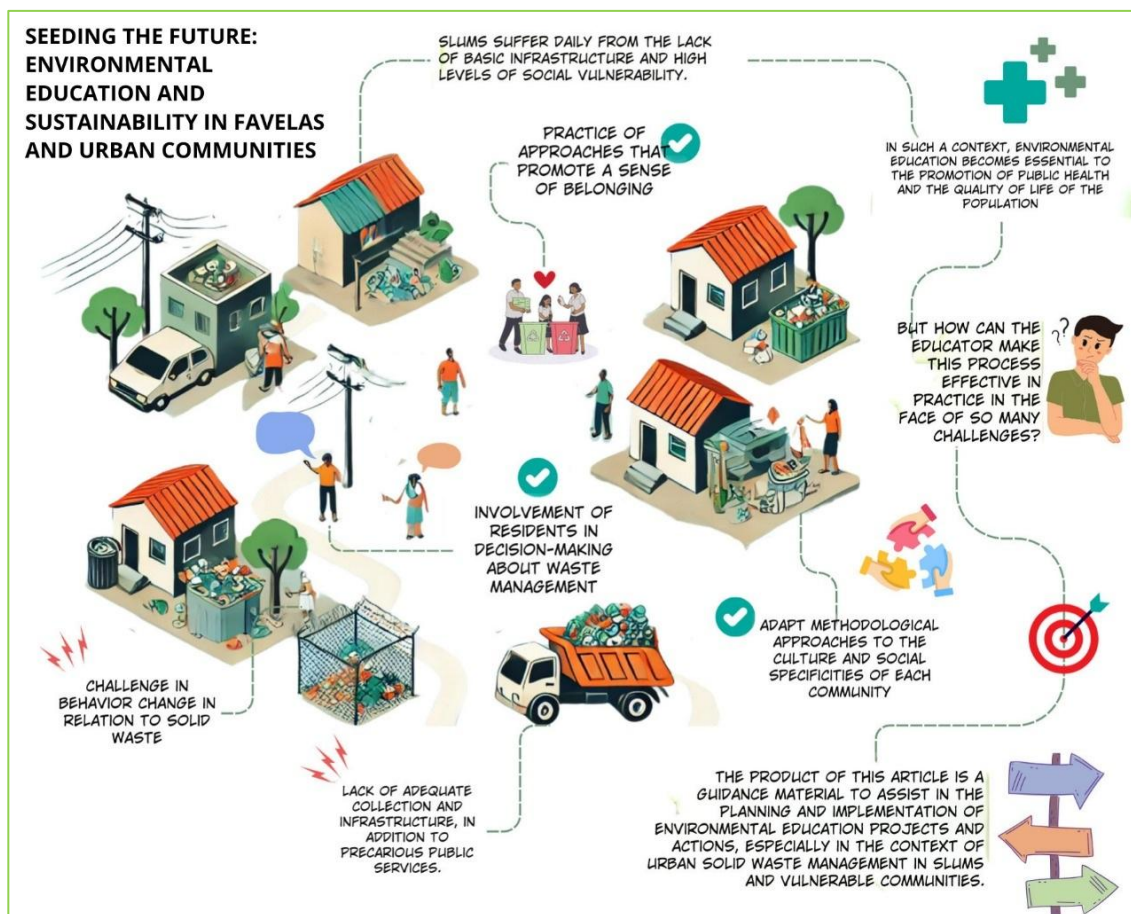 SEEDING THE FUTURE:
ENVIRONMENTAL
EDUCATION AND
SUSTAINABILITY IN FAVELAS
AND URBAN COMMUNITIES
SLUMS SUFFER DAILY FROM THE LACK
OF BASIC INFRASTRUCTURE AND HIGH
LEVELS OF SOCIAL VULNERABILITY.
IN SUCH A CONTEXT, ENVIRONMENTAL
EDUCATION BECOMES ESSENTIAL TO
THE PROMOTION OF PUBLIC HEALTH
AND THE QUALITY OF LIFE OF THE
POPULATION
PRACTICE OF
APPROACHES THAT
PROMOTE A SENSE
OF BELONGING
??
BUT HOW CAN THE
EDUCATOR MAKE
THIS PROCESS
EFFECTIVE IN
PRACTICE IN THE
FACE OF SO MANY
CHALLENGES?
INVOLVEMENT OF
RESIDENTS IN
DECISION-MAKING
ABOUT WASTE
MANAGEMENT
ADAPT METHODOLOGICAL
APPROACHES TO THE
CULTURE AND SOCIAL
SPECIFICITIES OF EACH
COMMUNITY
CHALLENGE IN
BEHAVIOR CHANGE IN
RELATION TO SOLID
WASTE
LACK OF ADEQUATE
COLLECTION AND
INFRASTRUCTURE, IN
ADDITION TO
PRECARIOUS PUBLIC
SERVICES.
THE PRODUCT OF THIS ARTICLE IS A
GUIDANCE MATERIAL TO ASSIST IN THE
PLANNING AND IMPLEMENTATION OF
ENVIRONMENTAL EDUCATION PROJECTS AND
ACTIONS, ESPECIALLY IN THE CONTEXT OF
URBAN SOLID WASTE MANAGEMENT IN SLUMS
AND VULNERABLE COMMUNITIES.